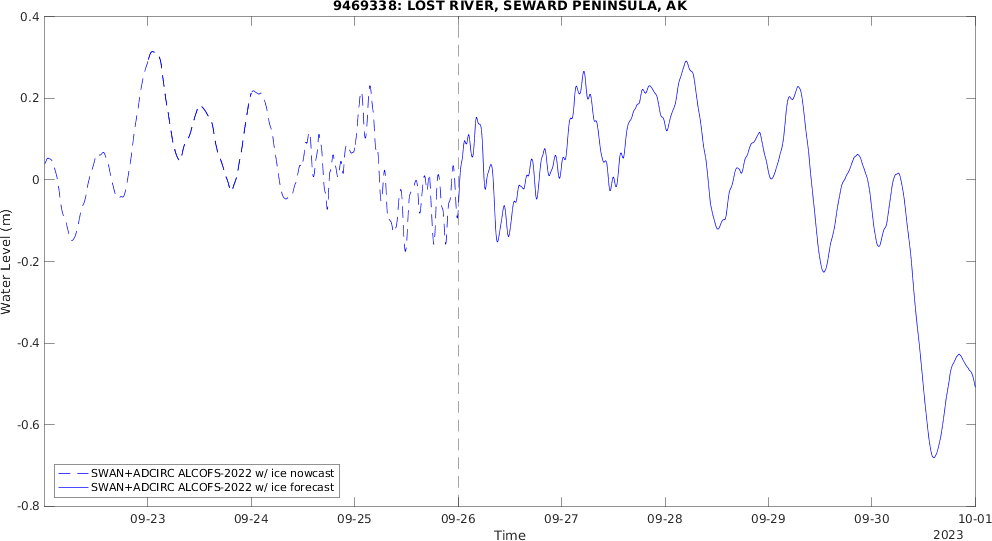 9469338: LOST RIVER, SEWARD PENINSULA, AK
0.4
0.2
0
-0.2
-0.4
-0.6
-0.8
Water Level (m)
SWAN+ADCIRC ALCOFS-2022 w/ ice nowcast
SWAN+ADCIRC ALCOFS-2022 w/ ice forecast
09-23 09-24 09-25 09-26 09-27 09-28 09-29 09-30 10-01
Time
2023